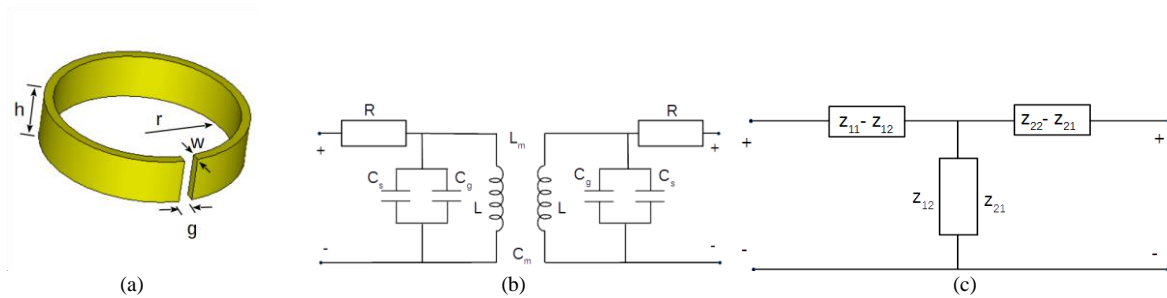 h
r
w
g
(a)
R
R
+
+
L_m
C_s
C_g
L
L
C_g
C_s
-
-
C_m
(b)
z_11- z_12
z_22- z_21
+
+
z_12
z_21
-
-
(c)